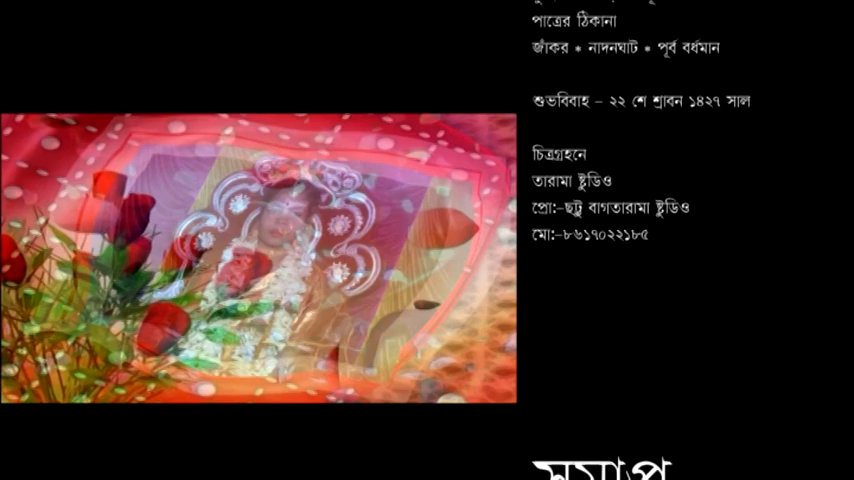 পাত্রের ঠিকানা
জাঁকর * নাদনঘাট * পূর্ব বর্ধমান
শুভবিবাহ – ২২ শে শ্রাবন ১৪২৭ সাল
চিত্রগ্রহনে
তারামা ষ্টুডিও
প্রো:–ছট্টু বাগতারামা ষ্টুডিও
মো:–৮৬১৭০২২১৮৫